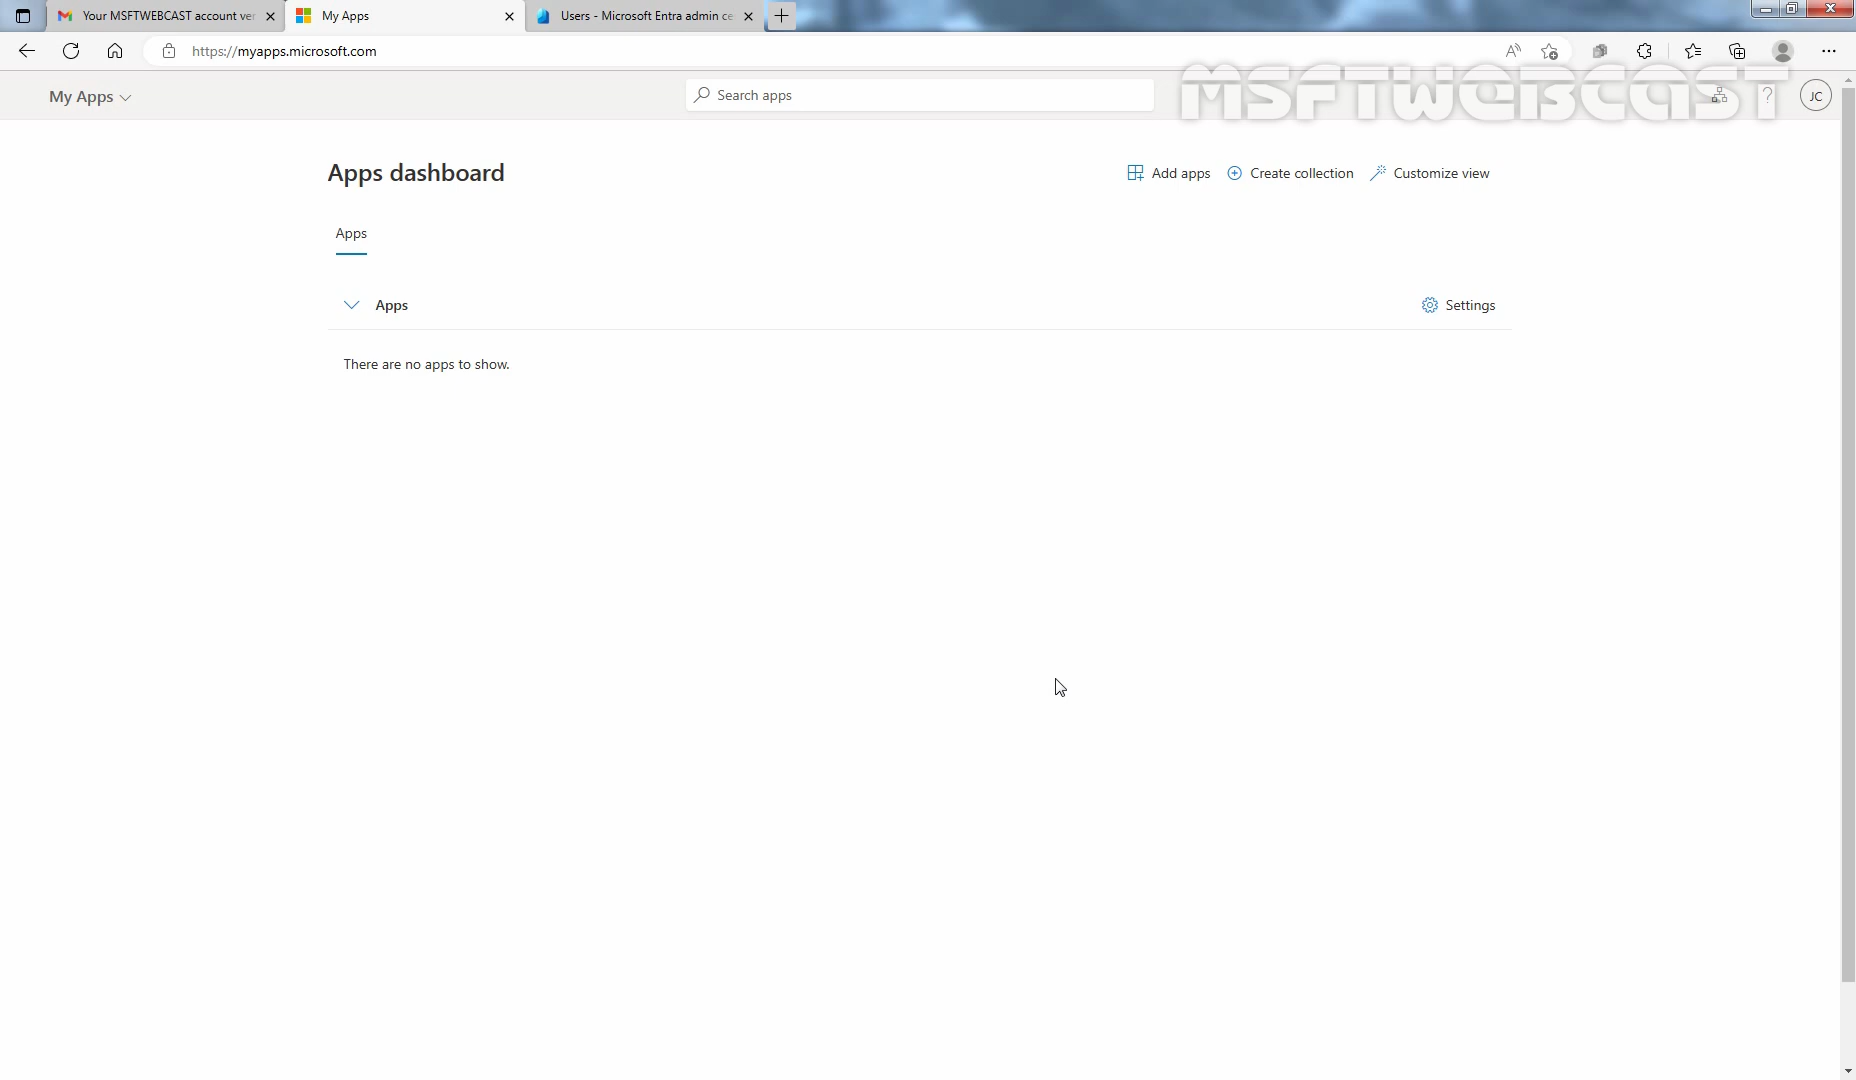 Your MSFTWEBCAST account ver
My Apps
Users - Microsoft Entra admin ce
https://myapps.microsoft.com
My Apps
Search apps
MSFTWEBCAST
?
JC
Apps dashboard
Add apps
Create collection
Customize view
Apps
Apps
Settings
There are no apps to show.